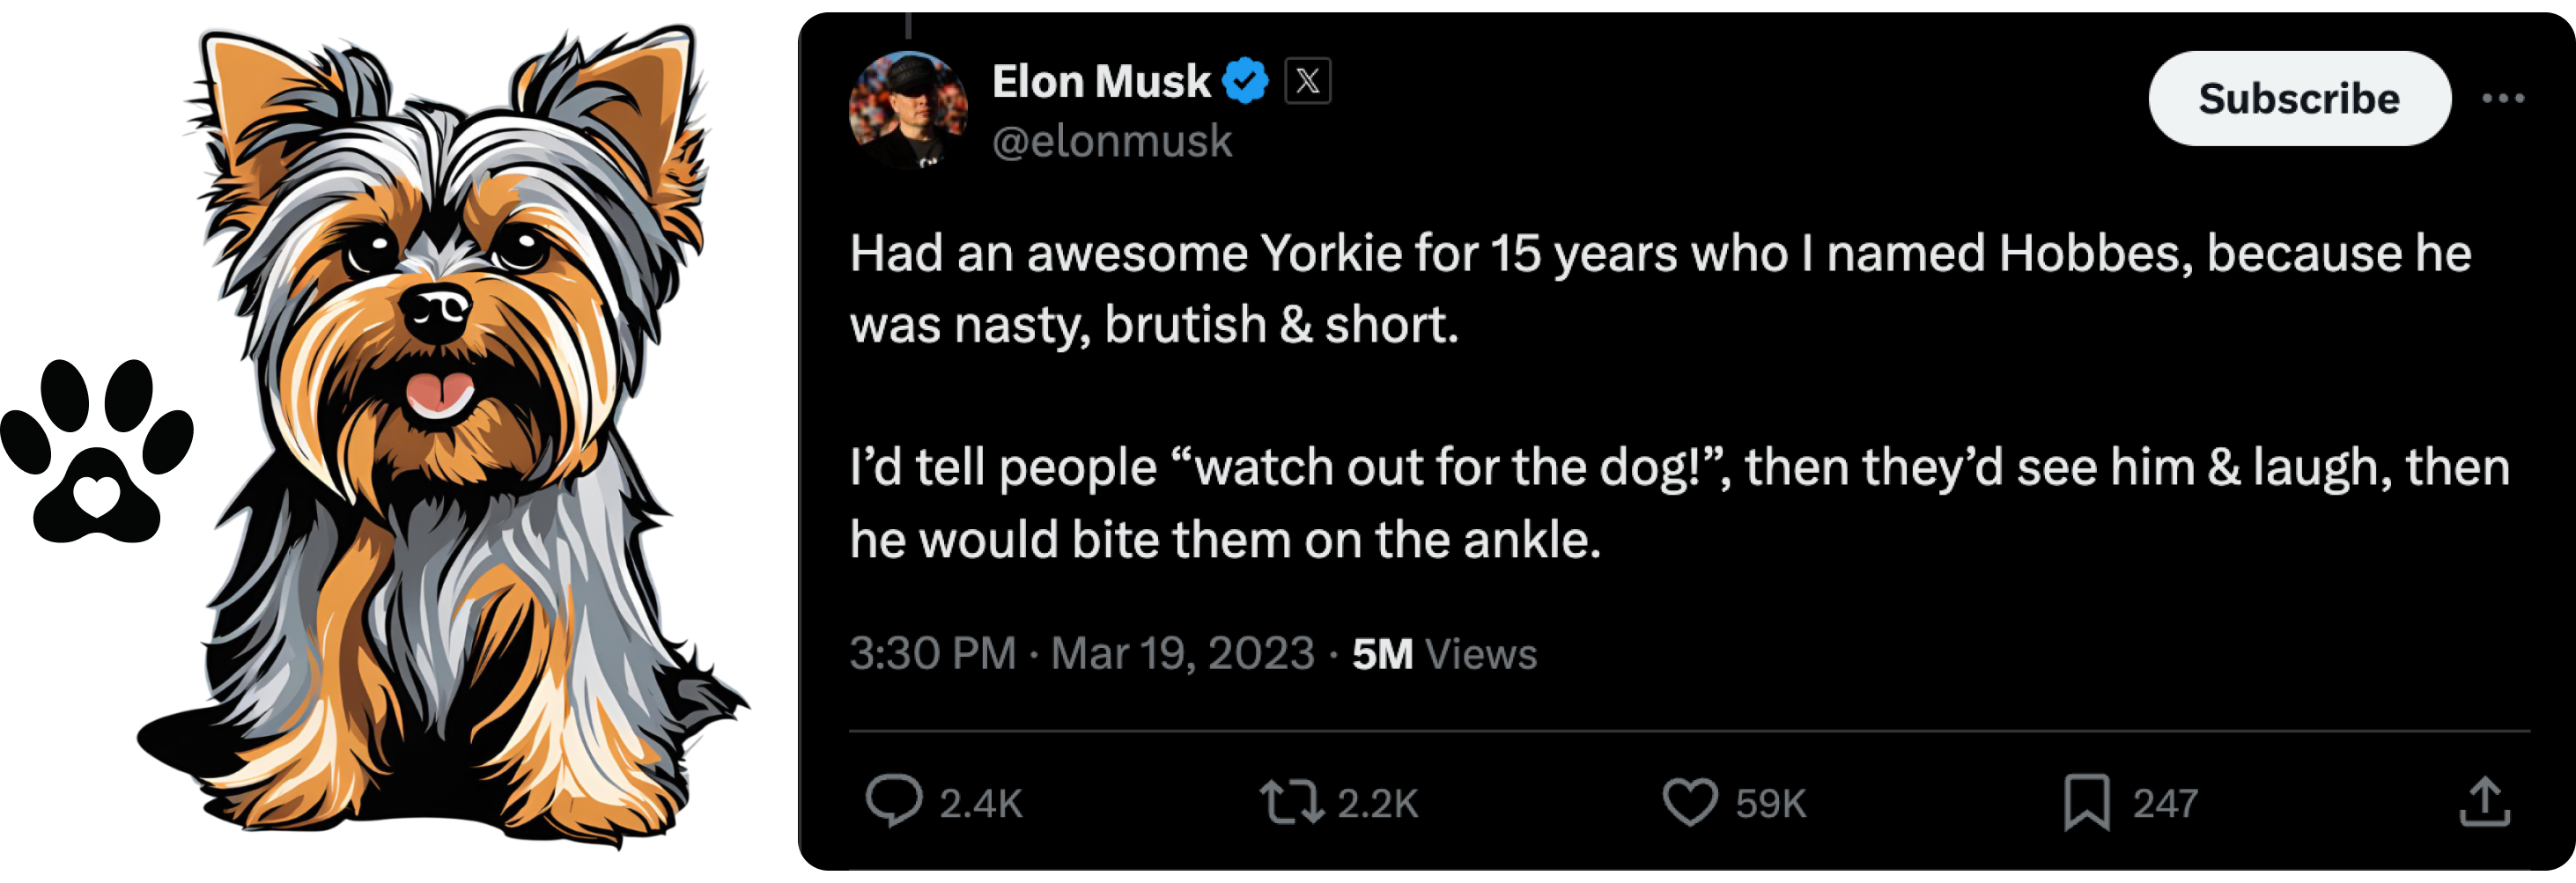 Elon Musk
@elonmusk
Subscribe
Had an awesome Yorkie for 15 years who I named Hobbes, because he
was nasty, brutish & short.
I’d tell people “watch out for the dog!”, then they’d see him & laugh, then
he would bite them on the ankle.
3:30 PM · Mar 19, 2023 · 5M Views
2.4K
2.2K
59K
247